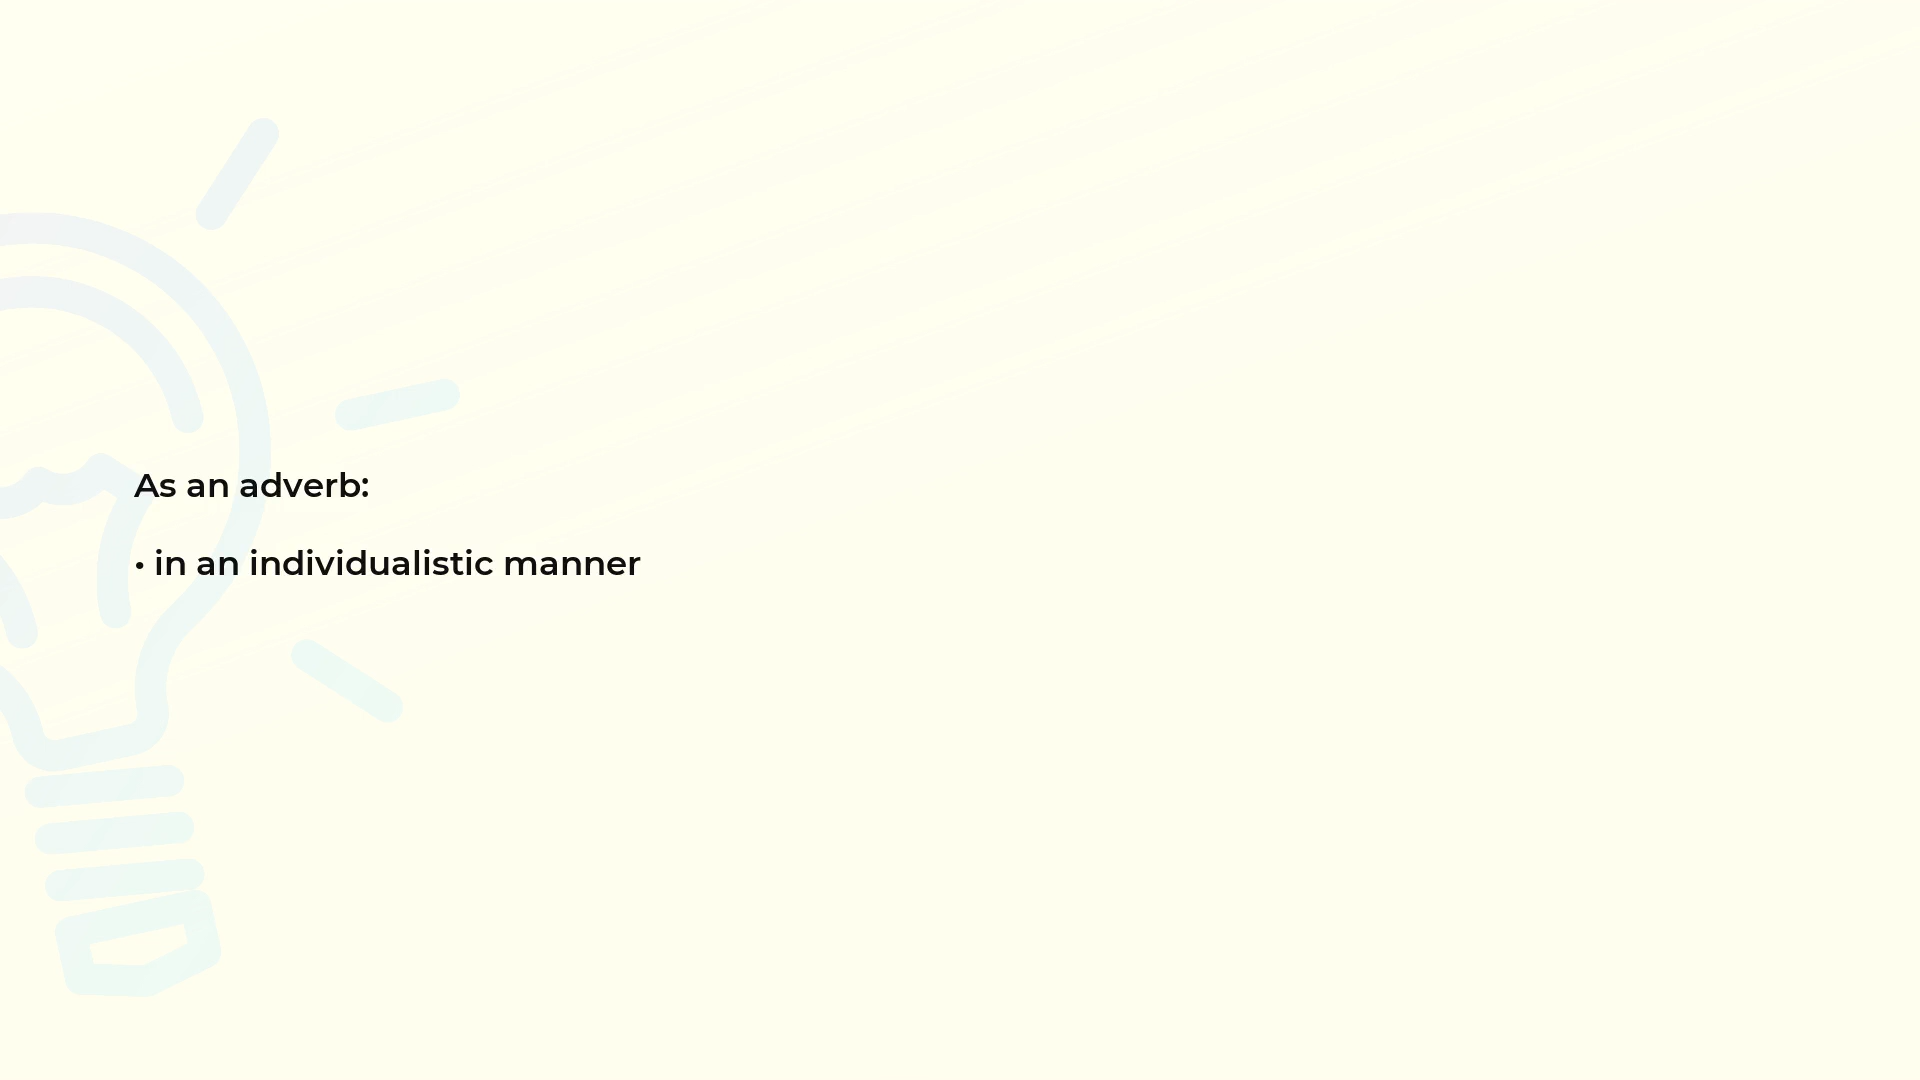 As an adverb:
• in an individualistic manner